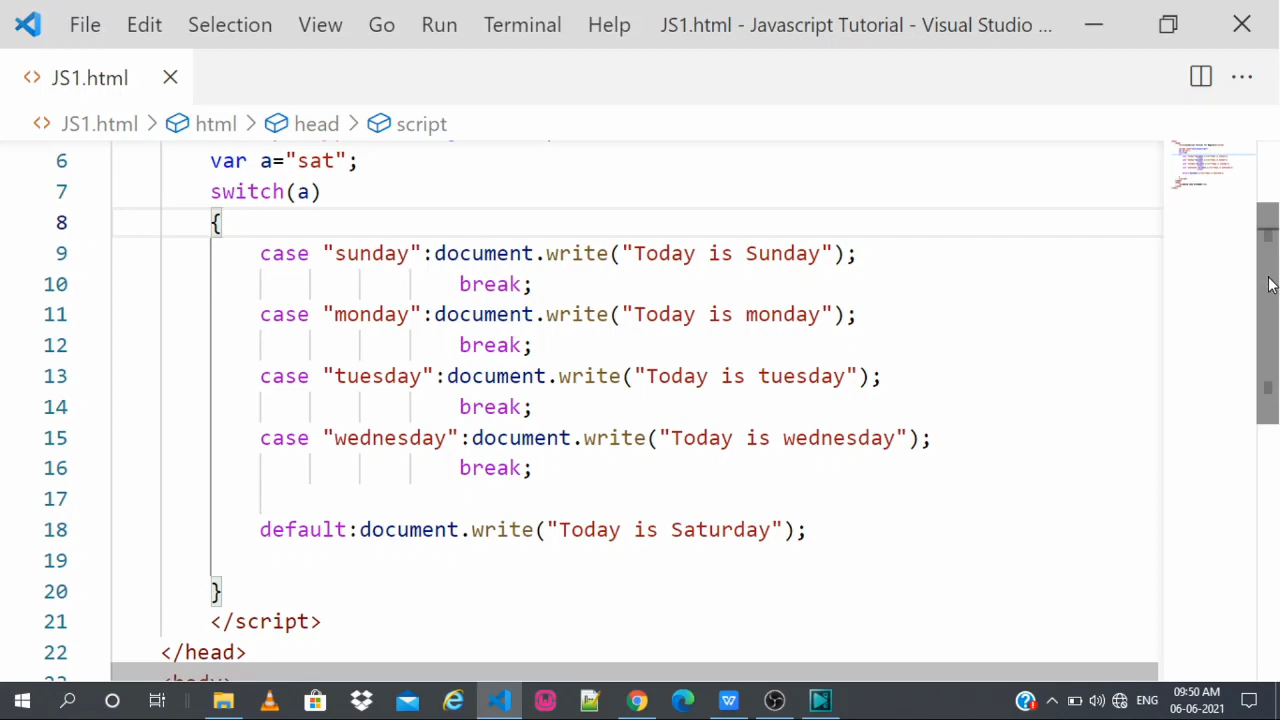 File Edit Selection View Go Run Terminal Help JS1.html - Javascript Tutorial - Visual Studio ...
JS1.html
JS1.html > html > head > script
6 var a="sat";
7 switch(a)
8 {
9 case "sunday":document.write("Today is Sunday");
10 break;
11 case "monday":document.write("Today is monday");
12 break;
13 case "tuesday":document.write("Today is tuesday");
14 break;
15 case "wednesday":document.write("Today is wednesday");
16 break;
17
18 default:document.write("Today is Saturday");
19
20 }
21 </script>
22 </head>
ENG
09:50 AM
06-06-2021